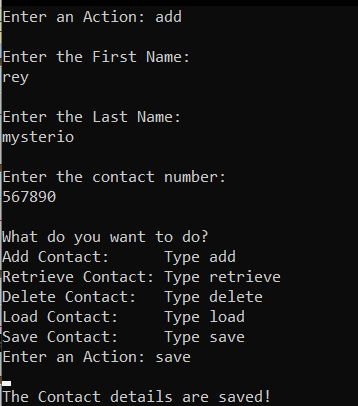 Enter an Action: add
Enter the First Name:
rey
Enter the Last Name:
mysterio
Enter the contact number:
567890
What do you want to do?
Add Contact:      Type add
Retrieve Contact: Type retrieve
Delete Contact:   Type delete
Load Contact:     Type load
Save Contact:     Type save
Enter an Action: save
The Contact details are saved!